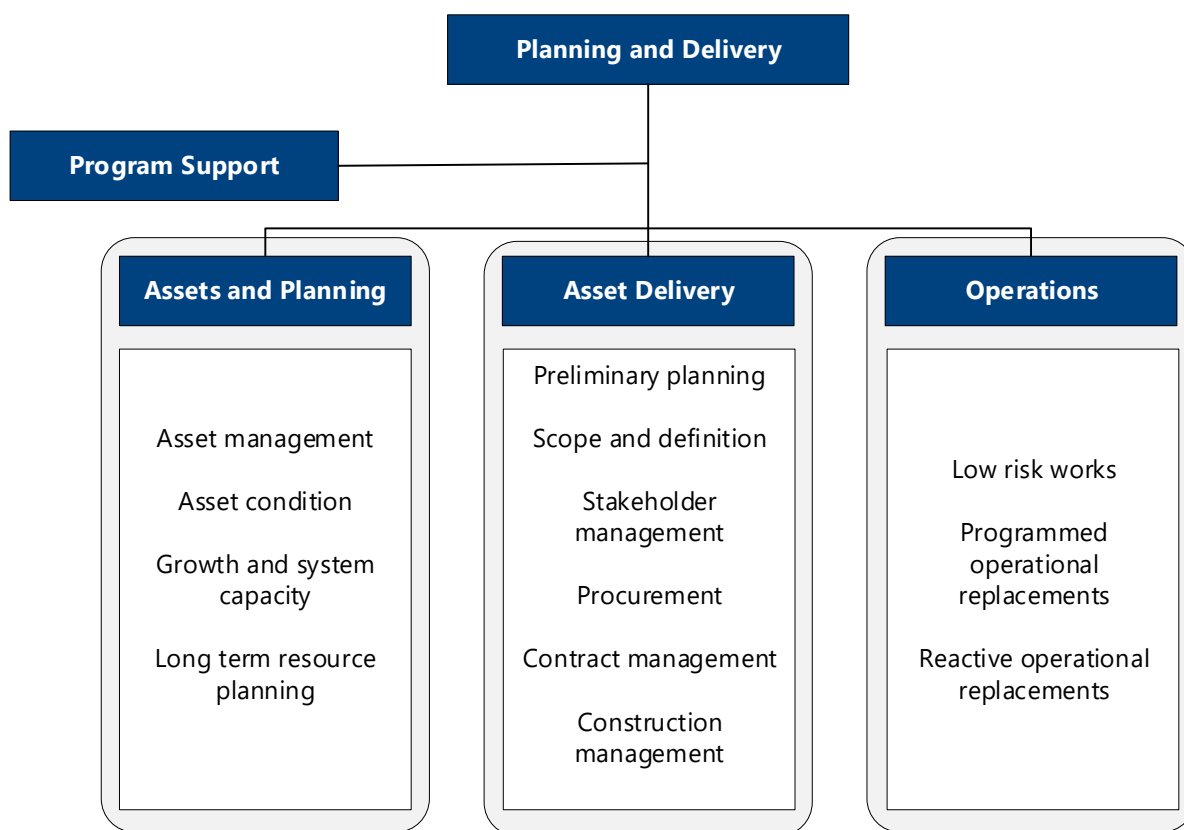 Planning and Delivery
Program Support
Assets and Planning
Asset management
Asset condition
Growth and system
capacity
Long term resource
planning
Asset Delivery
Preliminary planning
Scope and definition
Stakeholder
management
Procurement
Contract management
Construction
management
Operations
Low risk works
Programmed
operational
replacements
Reactive operational
replacements